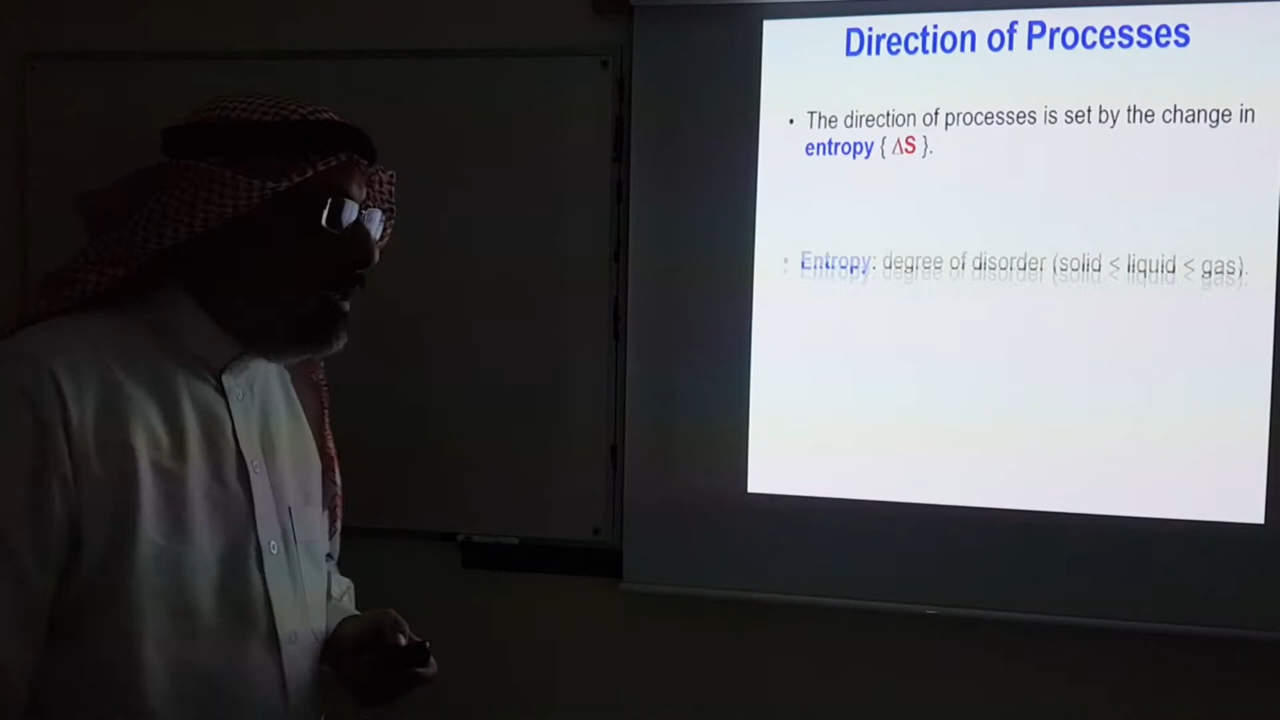 Direction of Processes
• The direction of processes is set by the change in
entropy { ΔS }.
• Entropy: degree of disorder (solid < liquid < gas).